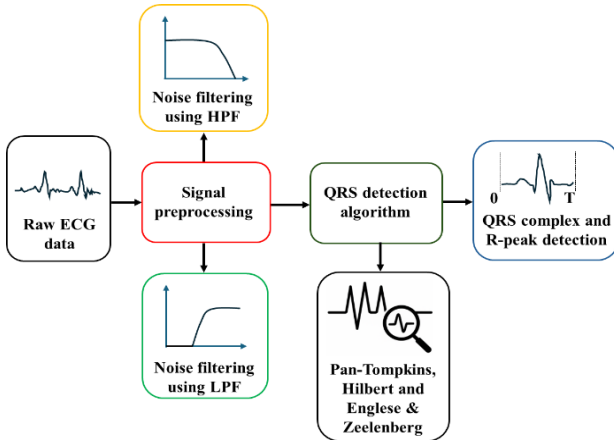 Noise filtering
using HPF
Raw ECG
data
Signal
preprocessing
QRS detection
algorithm
0 T
QRS complex and
R-peak detection
Noise filtering
using LPF
Pan-Tompkins,
Hilbert and
Englese &
Zeelenberg